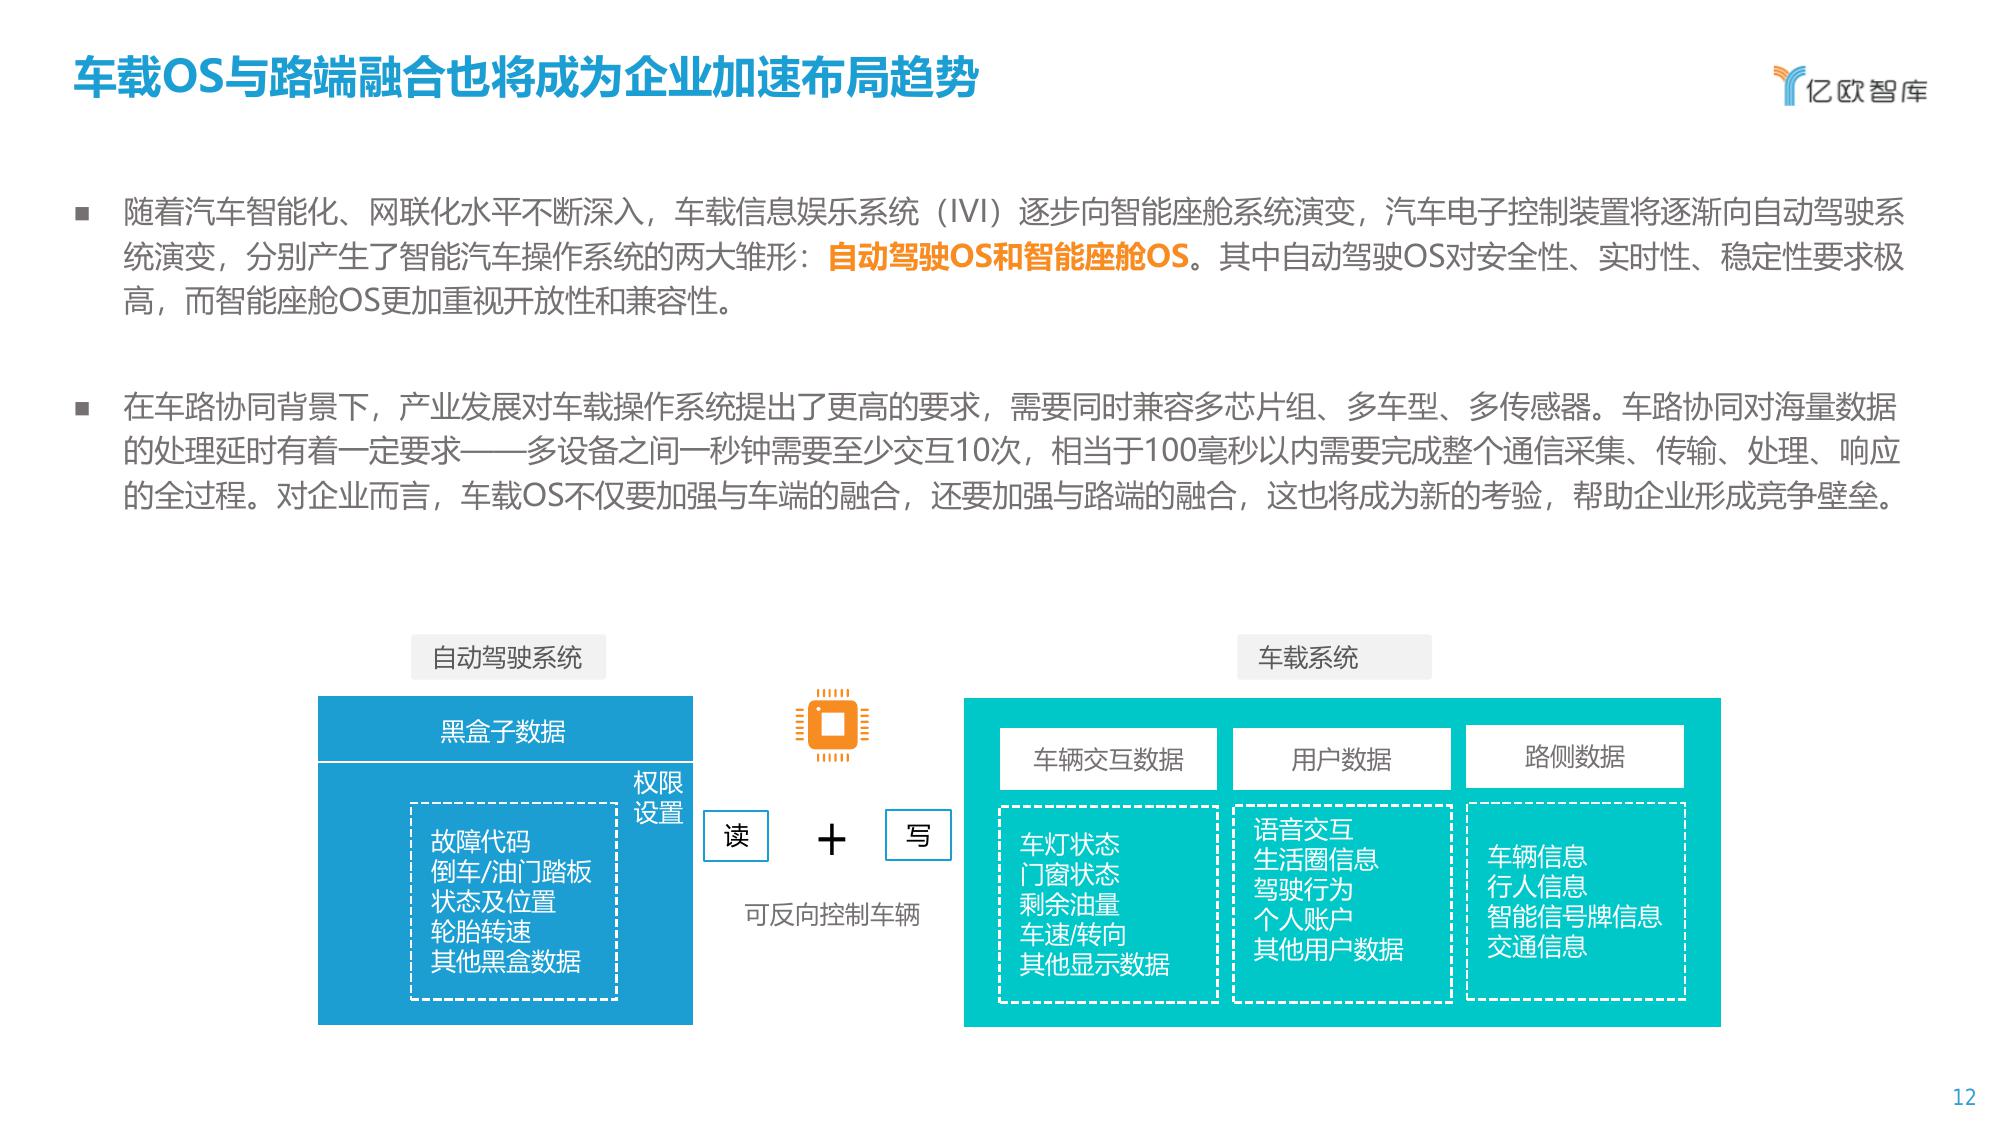 车载OS与路端融合也将成为企业加速布局趋势
亿欧智库
■ 随着汽车智能化、网联化水平不断深入，车载信息娱乐系统（IVI）逐步向智能座舱系统演变，汽车电子控制装置将逐渐向自动驾驶系
统演变，分别产生了智能汽车操作系统的两大雏形：自动驾驶OS和智能座舱OS。其中自动驾驶OS对安全性、实时性、稳定性要求极
高，而智能座舱OS更加重视开放性和兼容性。
■ 在车路协同背景下，产业发展对车载操作系统提出了更高的要求，需要同时兼容多芯片组、多车型、多传感器。车路协同对海量数据
的处理延时有着一定要求——多设备之间一秒钟需要至少交互10次，相当于100毫秒以内需要完成整个通信采集、传输、处理、响应
的全过程。对企业而言，车载OS不仅要加强与车端的融合，还要加强与路端的融合，这也将成为新的考验，帮助企业形成竞争壁垒。
自动驾驶系统
黑盒子数据
权限
设置
故障代码
倒车/油门踏板
状态及位置
轮胎转速
其他黑盒数据
读 + 写
可反向控制车辆
车载系统
车辆交互数据
车灯状态
门窗状态
剩余油量
车速/转向
其他显示数据
用户数据
语音交互
生活圈信息
驾驶行为
个人账户
其他用户数据
路侧数据
车辆信息
行人信息
智能信号牌信息
交通信息
12